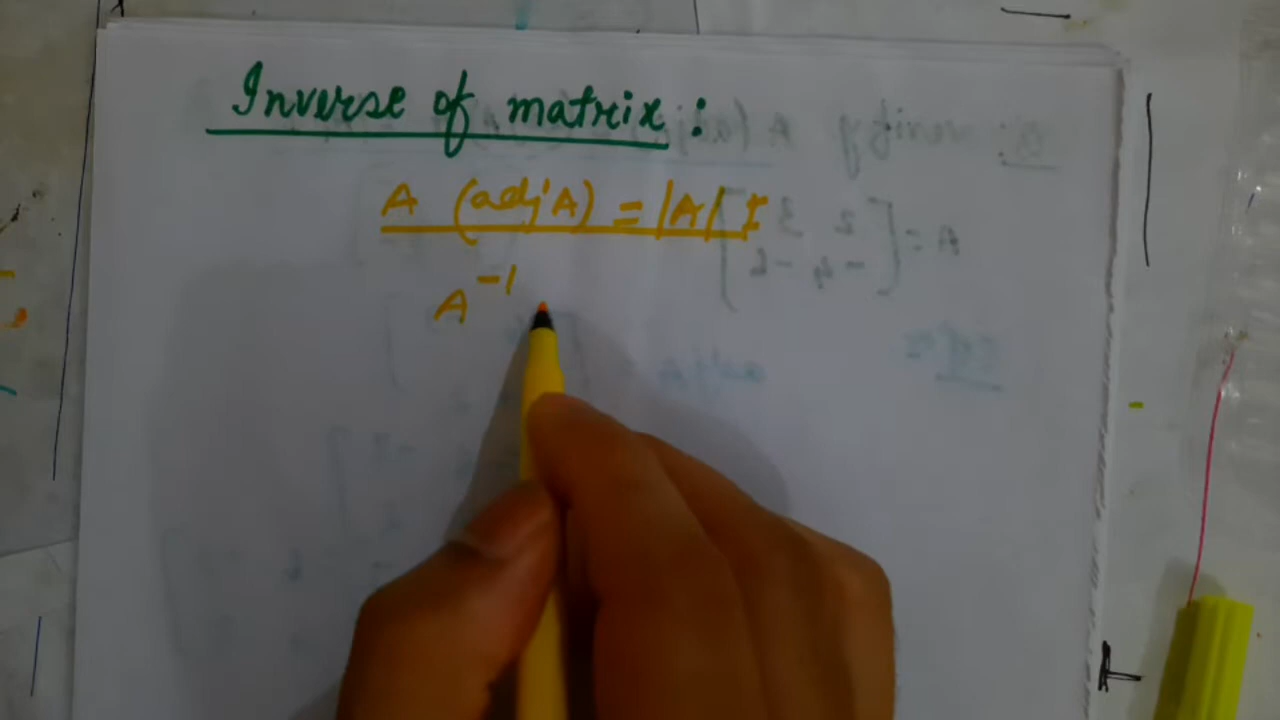 Inverse of matrix :
A (adj A) = |A| I
A⁻¹